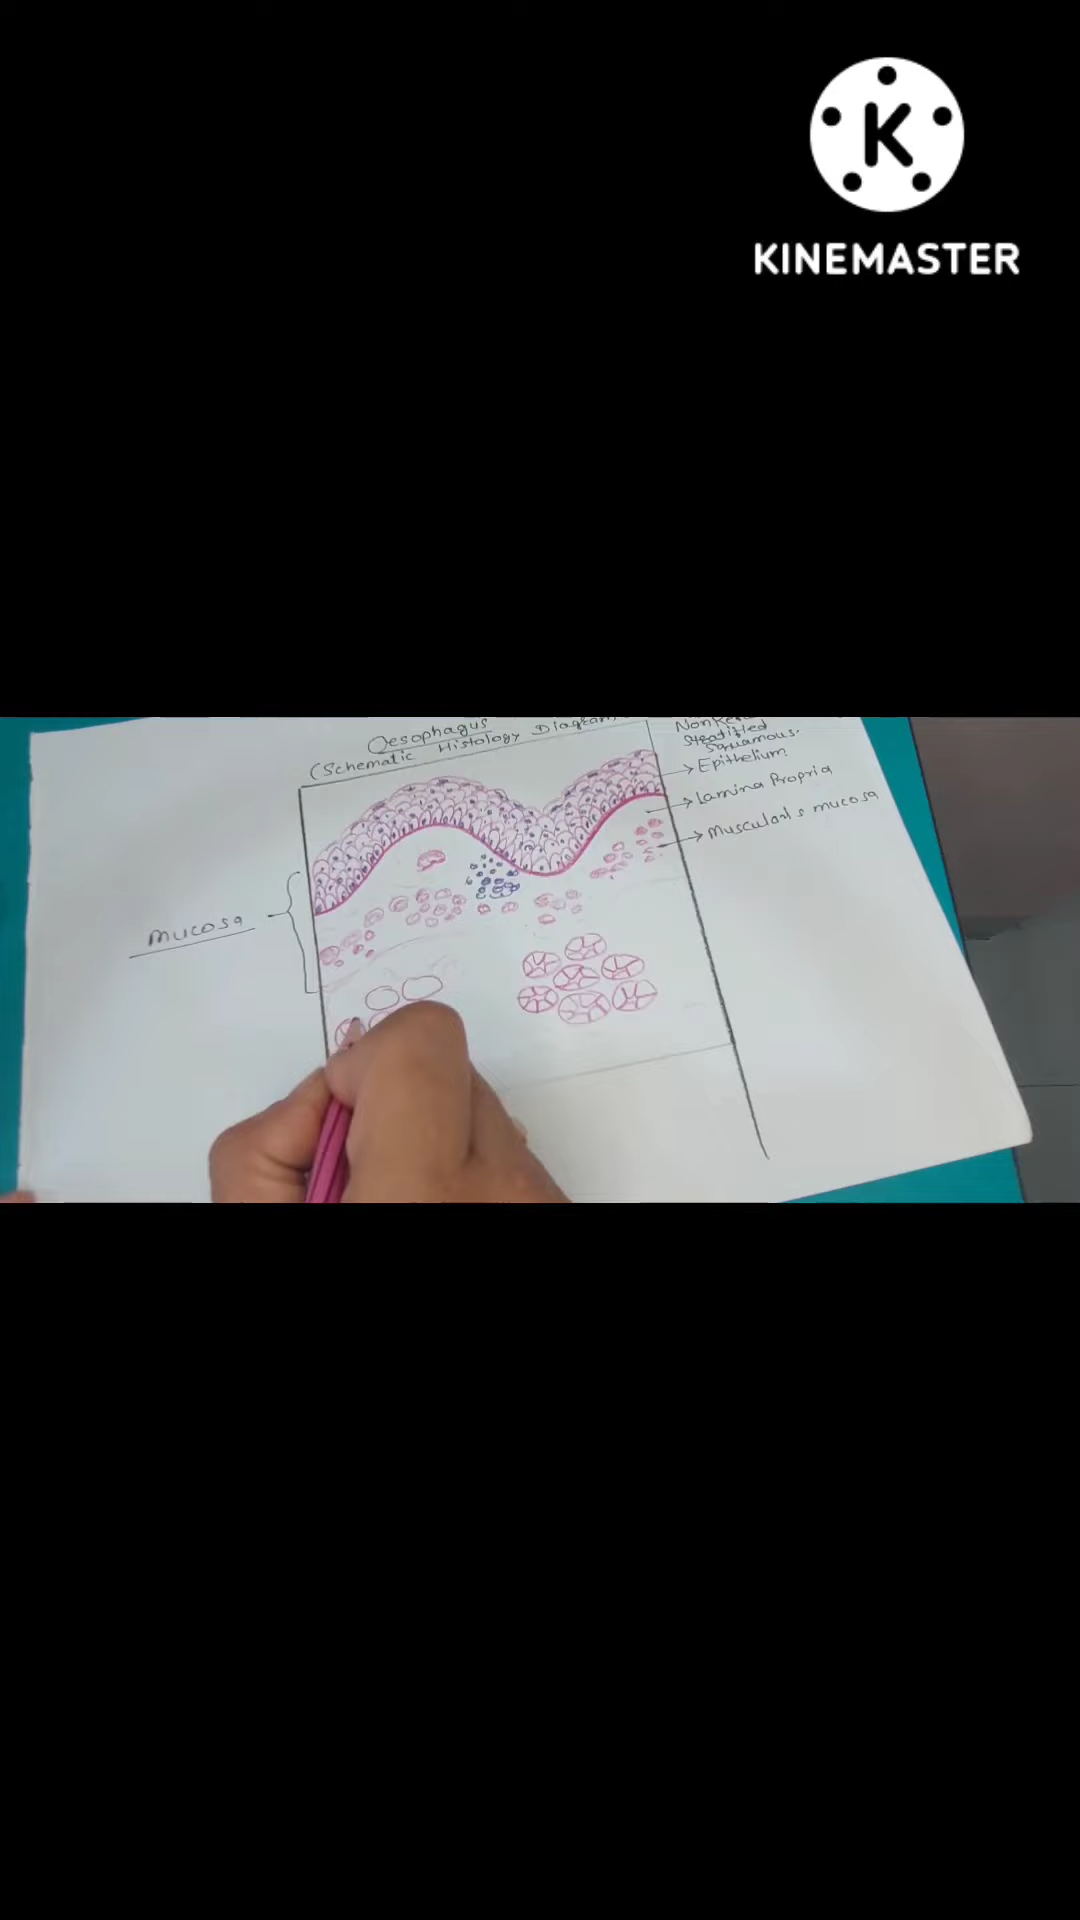 KINEMASTER
Oesophagus
(Schematic Histology Diagram)
Stratified
Squamous.
Epithelium
Lamina Propria
Muscularis mucosa
Mucosa